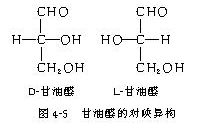 CHO CHO
H—C—OH HO—C—H
CH₂OH CH₂OH
D-甘油醛 L-甘油醛
图4-5 甘油醛的对映异构